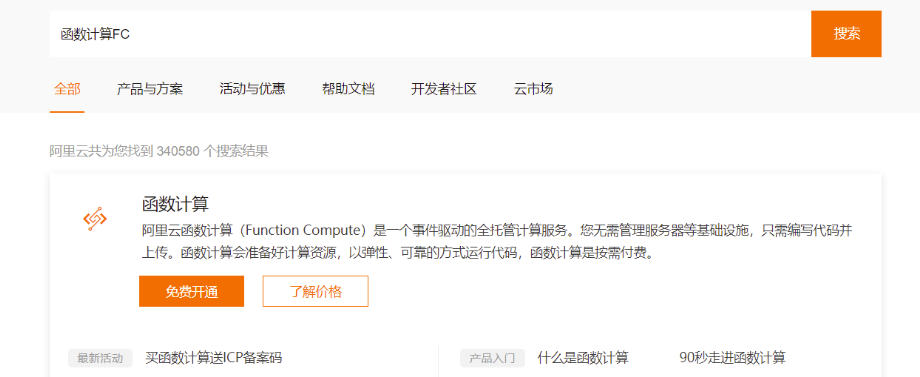 函数计算FC
搜索
全部 产品与方案 活动与优惠 帮助文档 开发者社区 云市场
阿里云共为您找到 340580 个搜索结果
函数计算
阿里云函数计算（Function Compute）是一个事件驱动的全托管计算服务。您无需管理服务器等基础设施，只需编写代码并
上传。函数计算会准备好计算资源，以弹性、可靠的方式运行代码，函数计算是按需付费。
免费开通 了解价格
最新活动 买函数计算送ICP备案码 产品入门 什么是函数计算 90秒走进函数计算